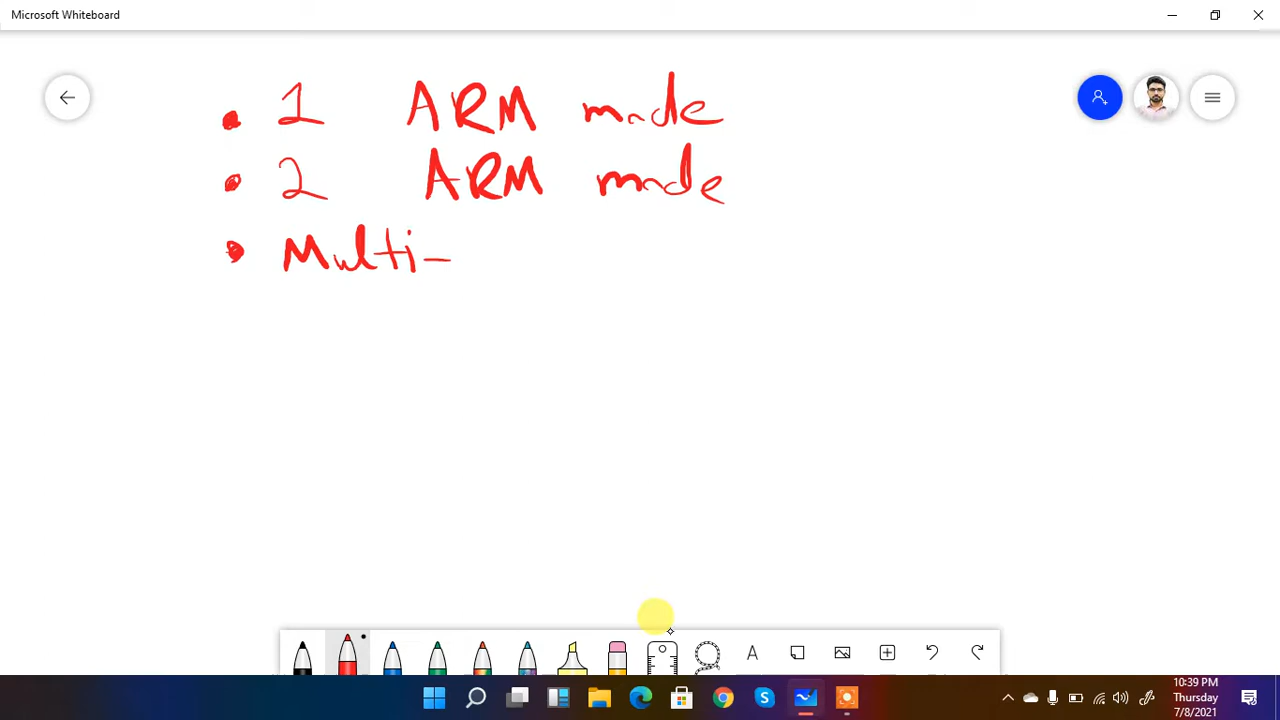 Microsoft Whiteboard
• 1 ARM mode
• 2 ARM mode
• Multi-
A
10:39 PM
Thursday
7/8/2021